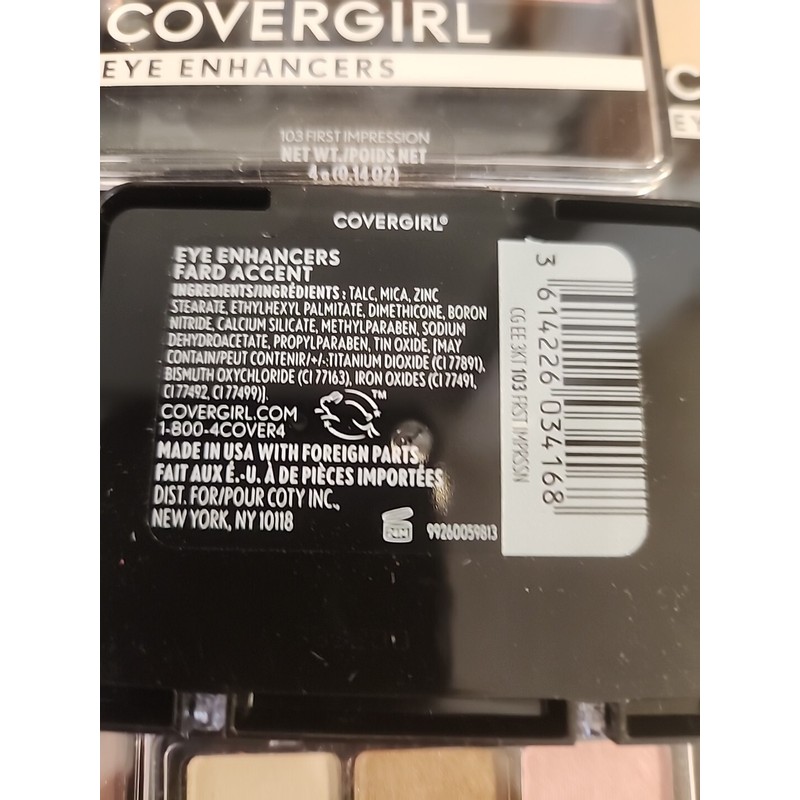 COVERGIRL
EYE ENHANCERS
103 FIRST IMPRESSION
NET WT./POIDS NET
4 g (0.14 OZ)
C
EY
COVERGIRL®
EYE ENHANCERS
FARD ACCENT
INGREDIENTS/INGRÉDIENTS : TALC, MICA, ZINC
STEARATE, ETHYLHEXYL PALMITATE, DIMETHICONE, BORON
NITRIDE, CALCIUM SILICATE, METHYLPARABEN, SODIUM
DEHYDROACETATE, PROPYLPARABEN, TIN OXIDE, [MAY
CONTAIN/PEUT CONTENIR/+/-:TITANIUM DIOXIDE (CI 77891),
BISMUTH OXYCHLORIDE (CI 77163), IRON OXIDES (CI 77491,
CI 77492, CI 77499)].
COVERGIRL.COM
1-800-4COVER4
TM
MADE IN USA WITH FOREIGN PARTS
FAIT AUX É.-U. À DE PIÈCES IMPORTÉES
DIST. FOR/POUR COTY INC.,
NEW YORK, NY 10118
24M
99260059813
CG EE 3KT 103 FRST IMPRSSN
3 614226 034168